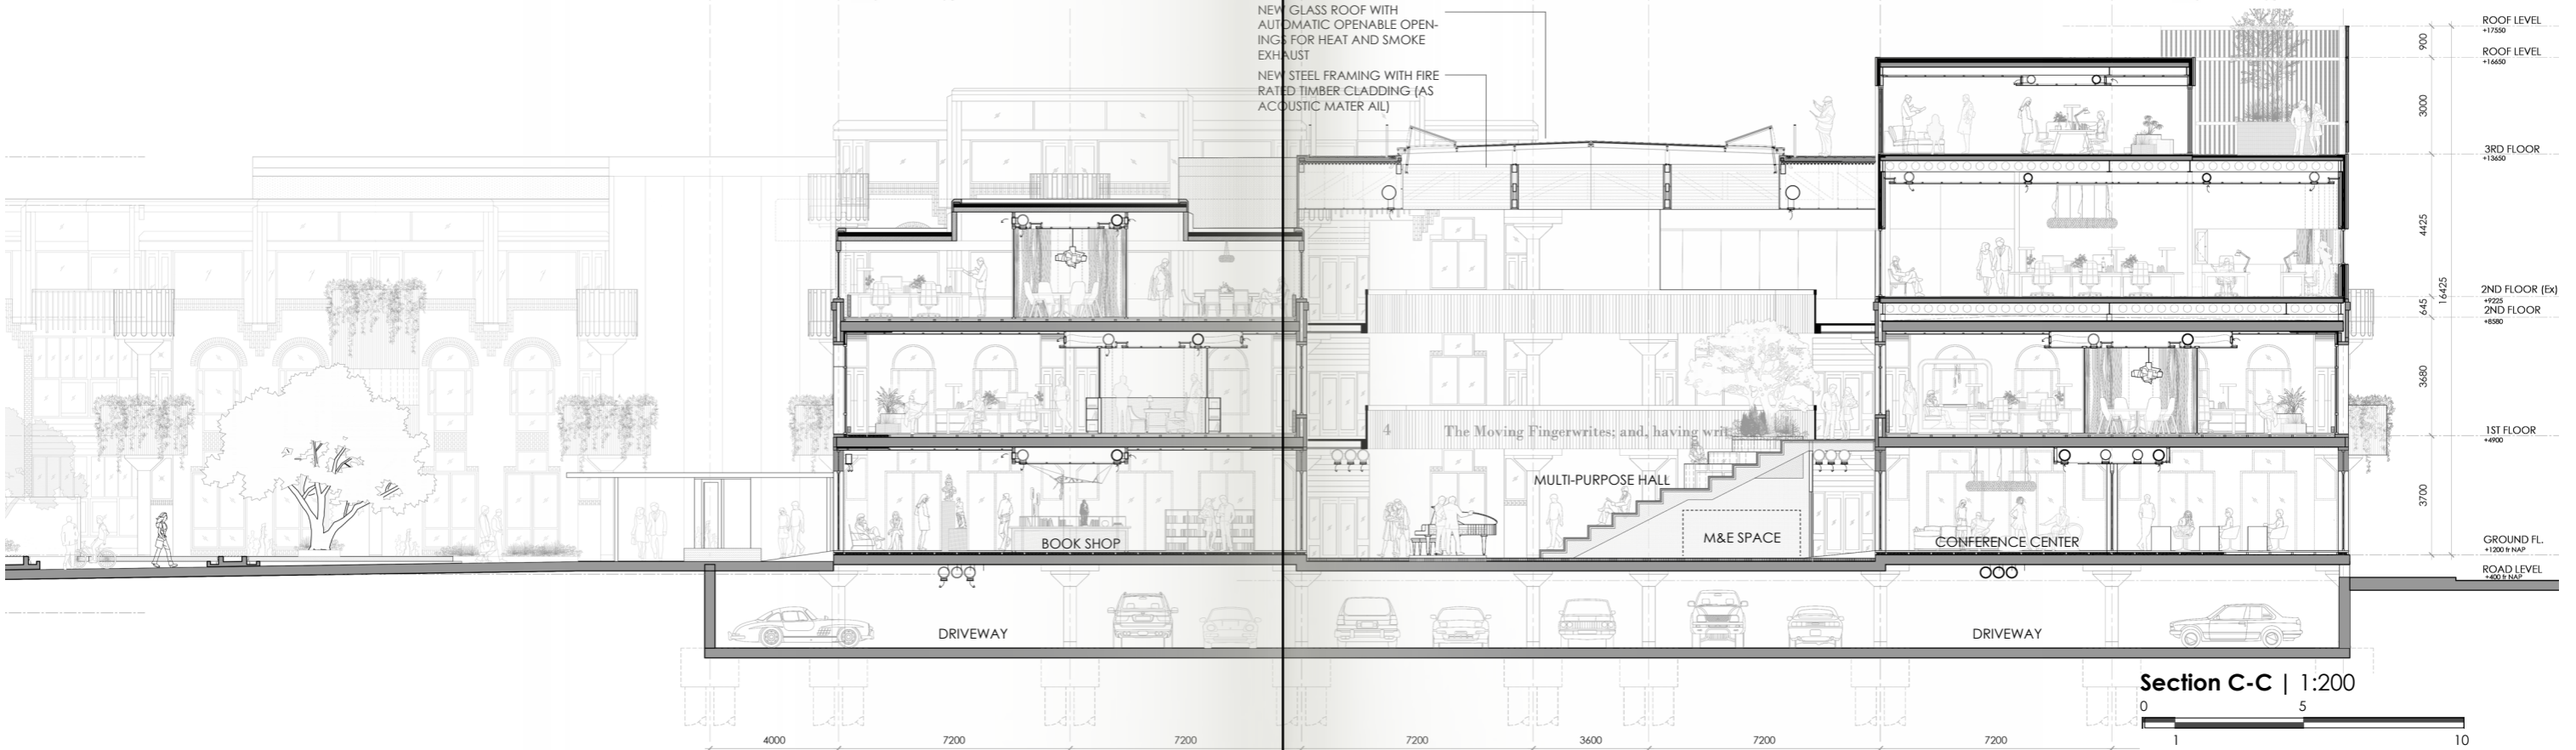 NEW GLASS ROOF WITH
AUTOMATIC OPENABLE OPEN-
INGS FOR HEAT AND SMOKE
EXHAUST
NEW STEEL FRAMING WITH FIRE
RATED TIMBER CLADDING (AS
ACOUSTIC MATER AIL)
ROOF LEVEL
+17550
900
ROOF LEVEL
+16650
3000
3RD FLOOR
+13650
4425
16425
2ND FLOOR (Ex)
+9225
645
2ND FLOOR
+8580
3680
4
The Moving Fingerwrites; and, having writ
1ST FLOOR
+4900
3700
MULTI-PURPOSE HALL
M&E SPACE
BOOK SHOP
CONFERENCE CENTER
GROUND FL.
+1200 fr NAP
ROAD LEVEL
+400 fr NAP
DRIVEWAY
DRIVEWAY
Section C-C | 1:200
0 5
1 10
4000 7200 7200 7200 3600 7200 7200